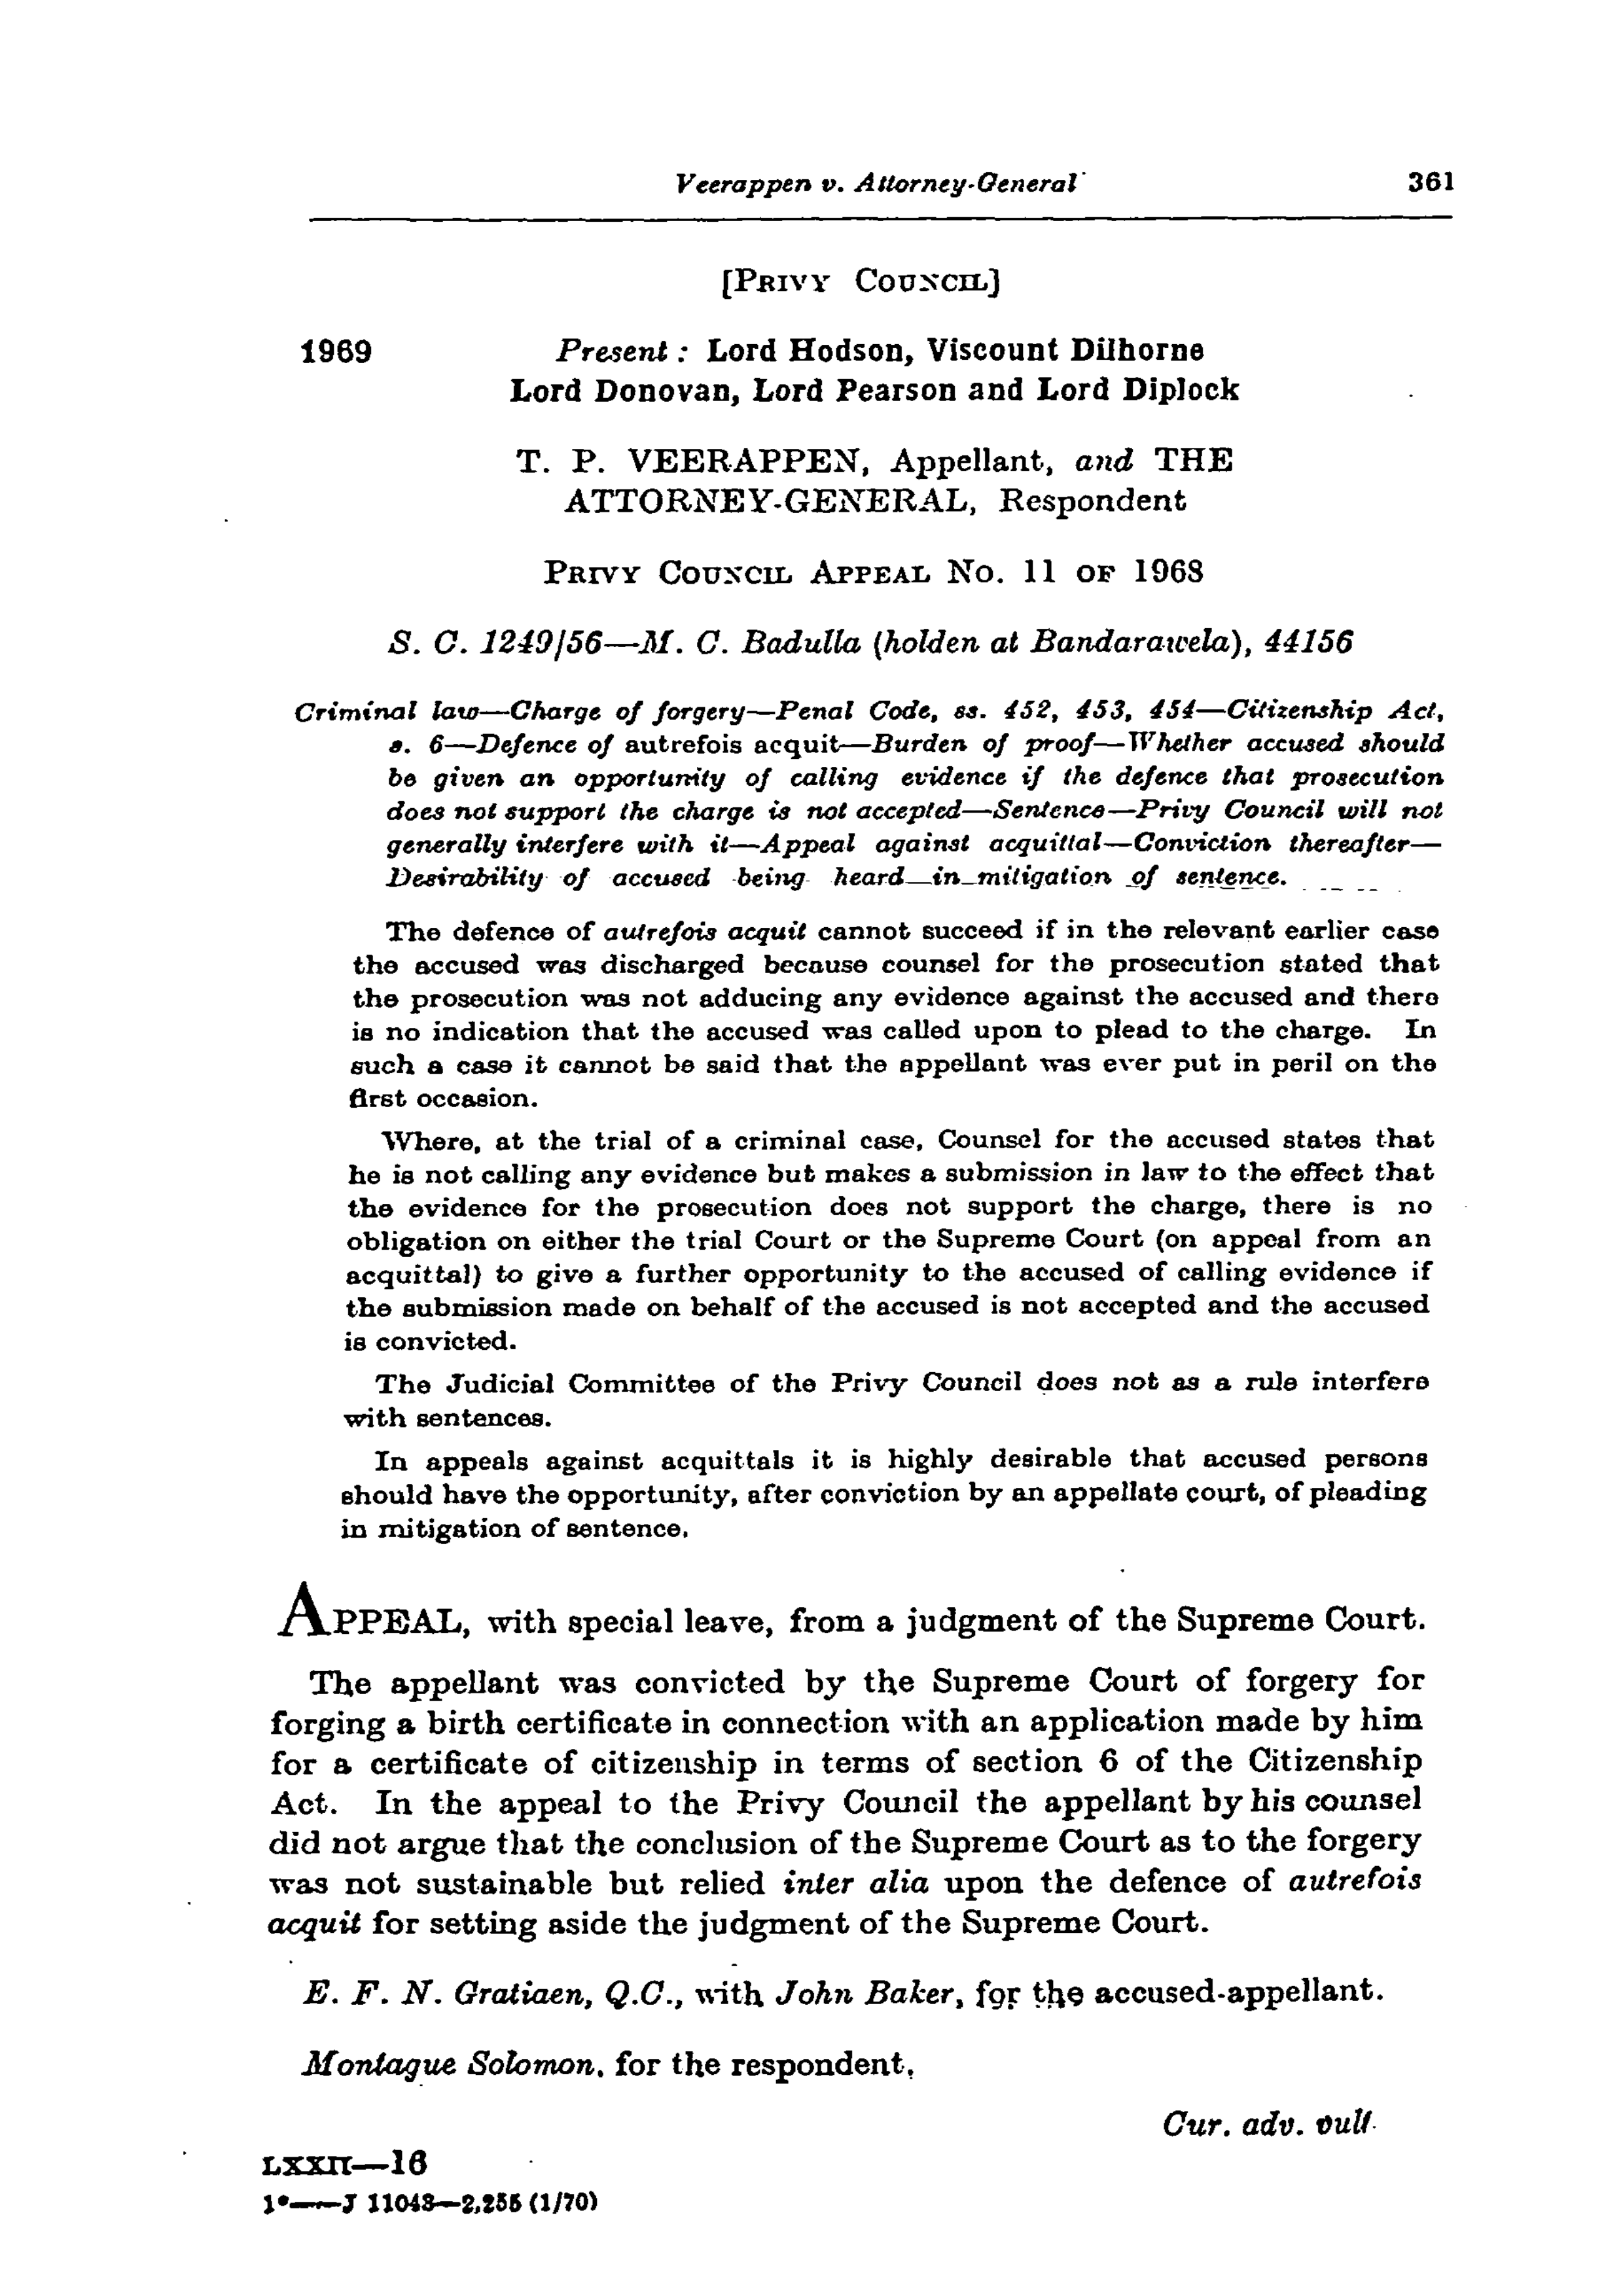 Veerappen v. Attorney-General 361
[PRIVY COUNCIL]
1969 Present : Lord Hodson, Viscount Dilhorne
Lord Donovan, Lord Pearson and Lord Diplock
T. P. VEERAPPEN, Appellant, and THE
ATTORNEY-GENERAL, Respondent
PRIVY COUNCIL APPEAL NO. 11 OF 1968
S. C. 1249/56—M. C. Badulla (holden at Bandarawela), 44156
Criminal law—Charge of forgery—Penal Code, ss. 452, 453, 454—Citizenship Act,
s. 6—Defence of autrefois acquit—Burden of proof—Whether accused should
be given an opportunity of calling evidence if the defence that prosecution
does not support the charge is not accepted—Sentence—Privy Council will not
generally interfere with it—Appeal against acquittal—Conviction thereafter—
Desirability of accused being heard in mitigation of sentence.
The defence of autrefois acquit cannot succeed if in the relevant earlier case
the accused was discharged because counsel for the prosecution stated that
the prosecution was not adducing any evidence against the accused and there
is no indication that the accused was called upon to plead to the charge. In
such a case it cannot be said that the appellant was ever put in peril on the
first occasion.
Where, at the trial of a criminal case, Counsel for the accused states that
he is not calling any evidence but makes a submission in law to the effect that
the evidence for the prosecution does not support the charge, there is no
obligation on either the trial Court or the Supreme Court (on appeal from an
acquittal) to give a further opportunity to the accused of calling evidence if
the submission made on behalf of the accused is not accepted and the accused
is convicted.
The Judicial Committee of the Privy Council does not as a rule interfere
with sentences.
In appeals against acquittals it is highly desirable that accused persons
should have the opportunity, after conviction by an appellate court, of pleading
in mitigation of sentence.
APPEAL, with special leave, from a judgment of the Supreme Court.
The appellant was convicted by the Supreme Court of forgery for
forging a birth certificate in connection with an application made by him
for a certificate of citizenship in terms of section 6 of the Citizenship
Act. In the appeal to the Privy Council the appellant by his counsel
did not argue that the conclusion of the Supreme Court as to the forgery
was not sustainable but relied inter alia upon the defence of autrefois
acquit for setting aside the judgment of the Supreme Court.
E. F. N. Gratiaen, Q.C., with John Baker, for the accused-appellant.
Montague Solomon, for the respondent.
Cur. adv. vult.
LXXII—16
1*——J 11043—2,255 (1/70)